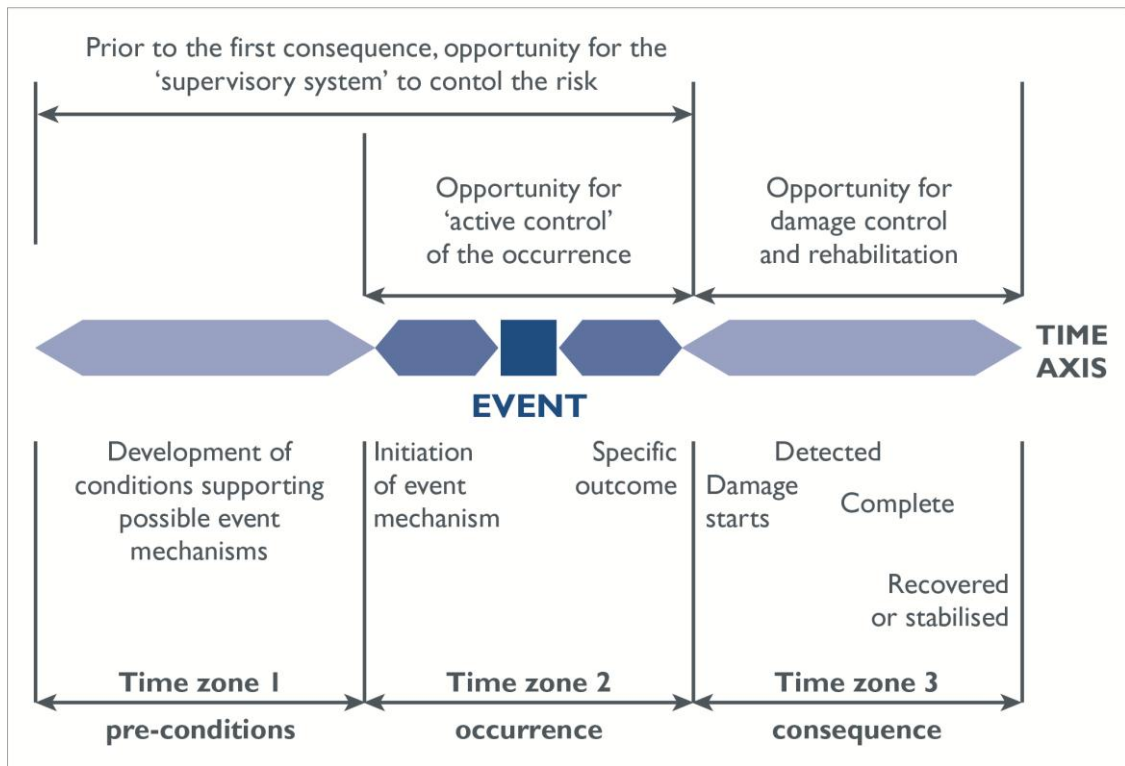 Prior to the first consequence, opportunity for the
‘supervisory system’ to contol the risk
Opportunity for
‘active control’
of the occurrence
Opportunity for
damage control
and rehabilitation
TIME
AXIS
EVENT
Development of
conditions supporting
possible event
mechanisms
Initiation
of event
mechanism
Specific
outcome
Detected
Damage
starts
Complete
Recovered
or stabilised
Time zone 1
pre-conditions
Time zone 2
occurrence
Time zone 3
consequence